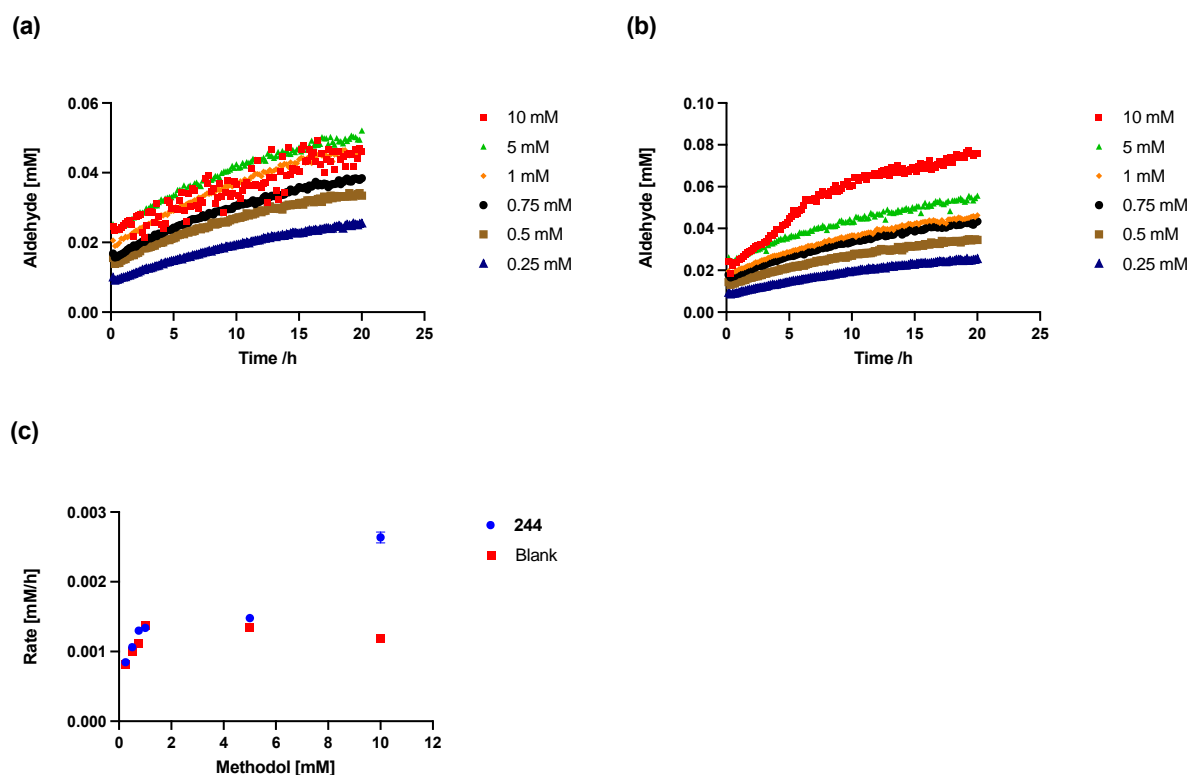 (a)
0.06
0.04
0.02
0.00
Aldehyde [mM]
0 5 10 15 20 25
Time /h
10 mM
5 mM
1 mM
0.75 mM
0.5 mM
0.25 mM
(b)
0.10
0.08
0.06
0.04
0.02
0.00
Aldehyde [mM]
0 5 10 15 20 25
Time /h
10 mM
5 mM
1 mM
0.75 mM
0.5 mM
0.25 mM
(c)
0.003
0.002
0.001
0.000
Rate [mM/h]
0 2 4 6 8 10 12
Methodol [mM]
244
Blank